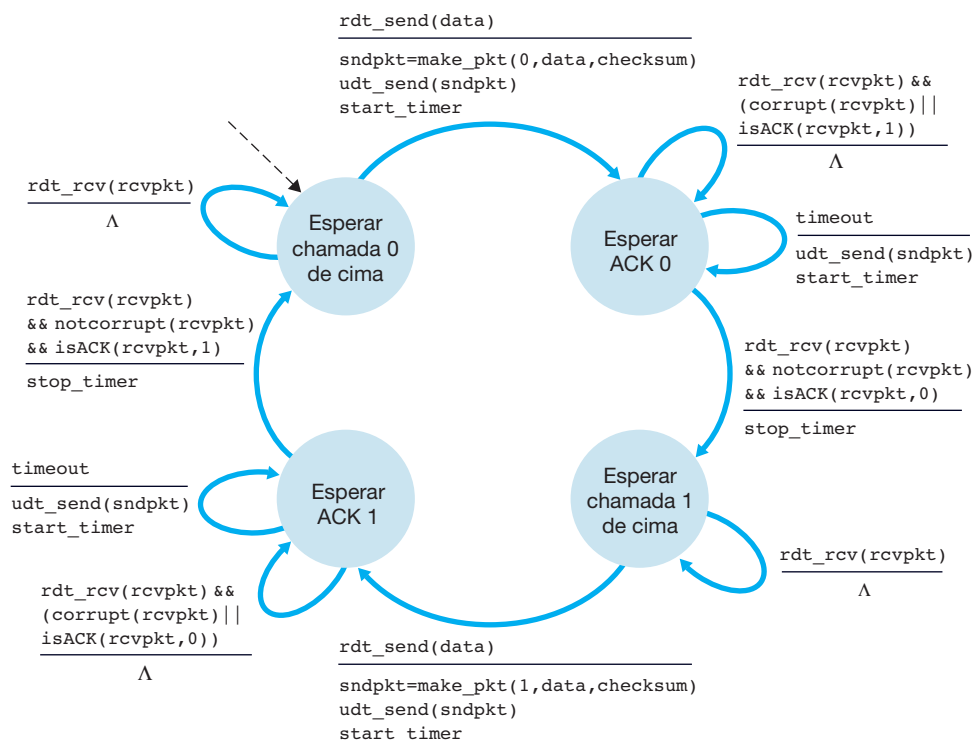 rdt_send(data)
sndpkt=make_pkt(0,data,checksum)
udt_send(sndpkt)
start_timer
rdt_rcv(rcvpkt) &&
(corrupt(rcvpkt)||
isACK(rcvpkt,1))
Λ
rdt_rcv(rcvpkt)
Λ
Esperar
chamada 0
de cima
Esperar
ACK 0
timeout
udt_send(sndpkt)
start_timer
rdt_rcv(rcvpkt)
&& notcorrupt(rcvpkt)
&& isACK(rcvpkt,1)
stop_timer
rdt_rcv(rcvpkt)
&& notcorrupt(rcvpkt)
&& isACK(rcvpkt,0)
stop_timer
timeout
udt_send(sndpkt)
start_timer
Esperar
ACK 1
Esperar
chamada 1
de cima
rdt_rcv(rcvpkt)
Λ
rdt_rcv(rcvpkt) &&
(corrupt(rcvpkt)||
isACK(rcvpkt,0))
Λ
rdt_send(data)
sndpkt=make_pkt(1,data,checksum)
udt_send(sndpkt)
start_timer